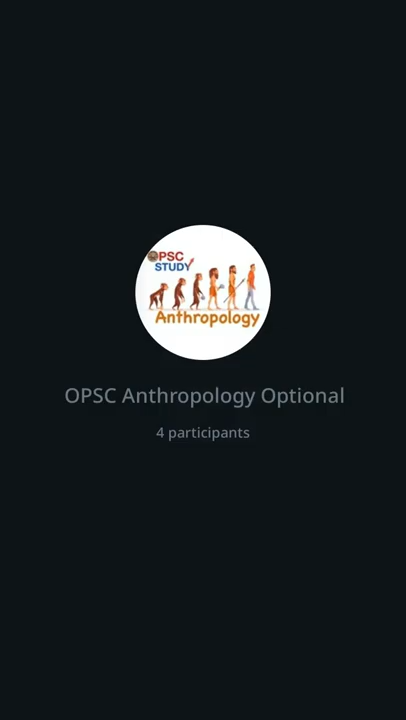 OPSC
STUDY
Anthropology
OPSC Anthropology Optional
4 participants